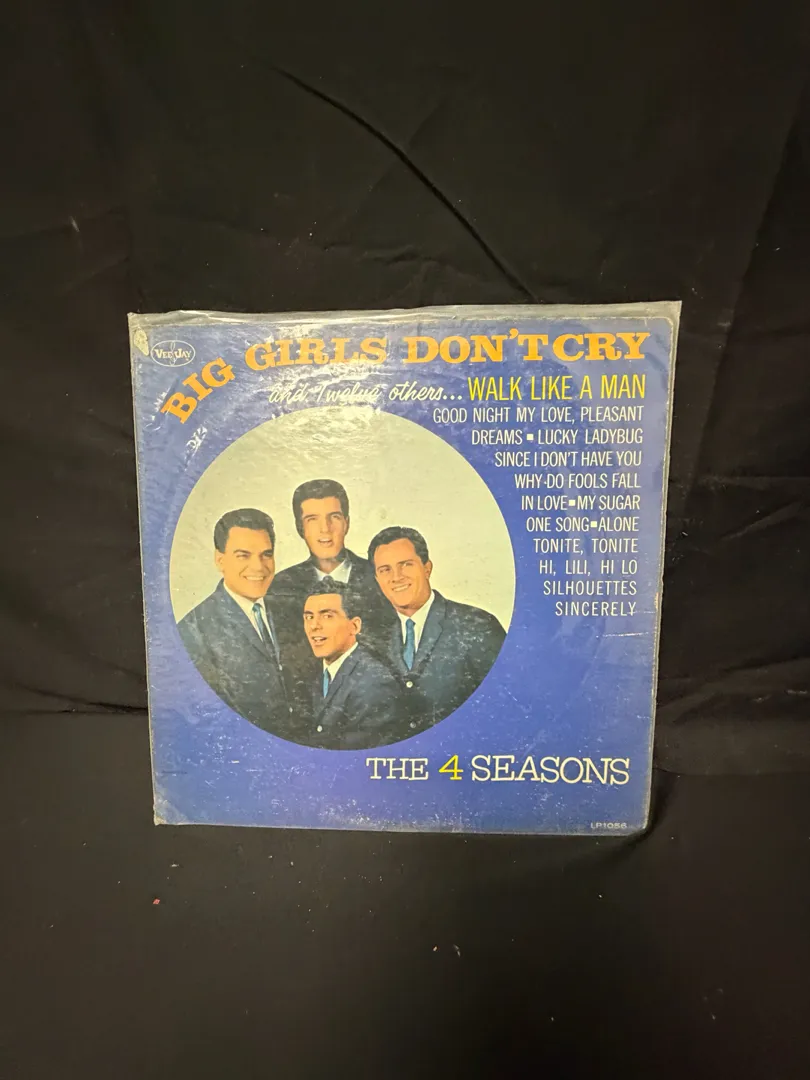 VEE JAY
BIG GIRLS DON'T CRY
and Twelve others... WALK LIKE A MAN
GOOD NIGHT MY LOVE, PLEASANT
DREAMS ▪ LUCKY LADYBUG
SINCE I DON'T HAVE YOU
WHY DO FOOLS FALL
IN LOVE ▪ MY SUGAR
ONE SONG ▪ ALONE
TONITE, TONITE
HI, LILI, HI LO
SILHOUETTES
SINCERELY
THE 4 SEASONS
LP1056